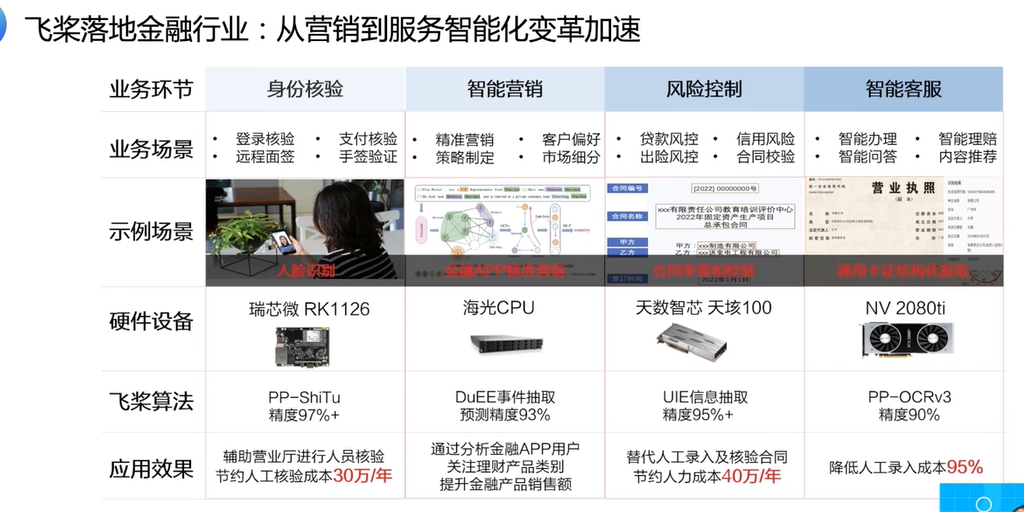 飞桨落地金融行业：从营销到服务智能化变革加速
业务环节 身份核验 智能营销 风险控制 智能客服
业务场景
• 登录核验 • 支付核验
• 远程面签 • 手签验证
• 精准营销 • 客户偏好
• 策略制定 • 市场细分
• 贷款风控 • 信用风险
• 出险风控 • 合同校验
• 智能办理 • 智能理赔
• 智能问答 • 内容推荐
示例场景
人脸识别
合同编号 [2022] 00000000号
合同名称
xxx有限责任公司教育培训评价中心
2022年固定资产生产项目
总承包合同
甲方 甲方：xxx制造有限公司
乙方 乙方：xxx送变电工程有限公司
签订时间 2022年1月1日
营业执照
（副 本）
硬件设备 瑞芯微 RK1126 海光CPU 天数智芯 天垓100 NV 2080ti
飞桨算法
PP-ShiTu
精度97%+
DuEE事件抽取
预测精度93%
UIE信息抽取
精度95%+
PP-OCRv3
精度90%
应用效果
辅助营业厅进行人员核验
节约人工核验成本30万/年
通过分析金融APP用户
关注理财产品类别
提升金融产品销售额
替代人工录入及核验合同
节约人力成本40万/年
降低人工录入成本95%